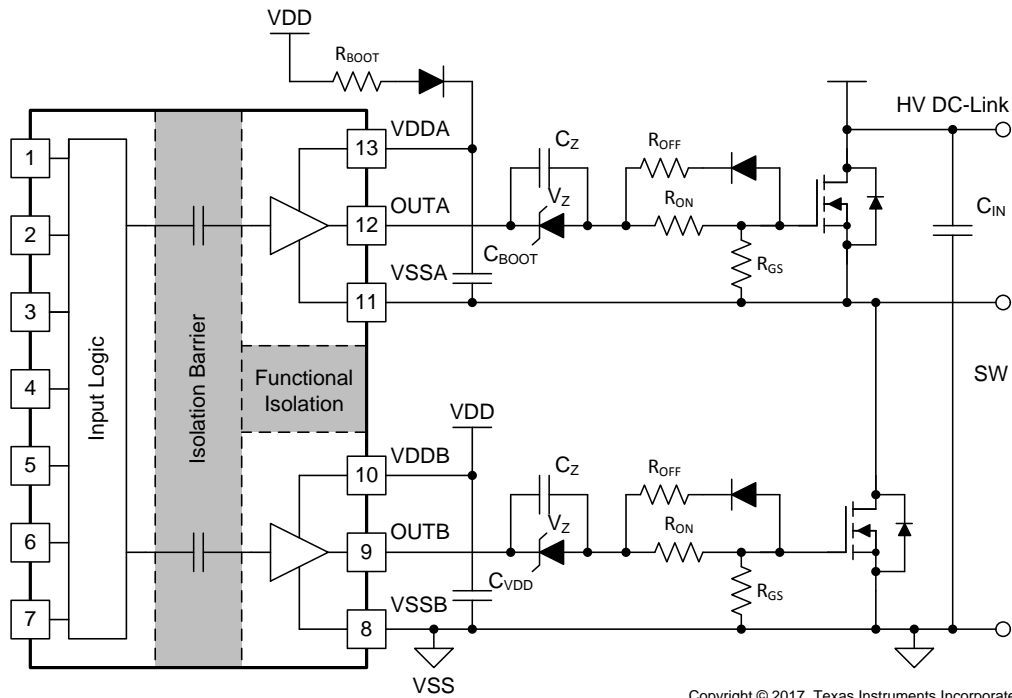 VDD
RBOOT
HV DC-Link
VDDA
1
13
CZ
ROFF
OUTA
VZ
RON
2
12
CIN
CBOOT
VSSA
RGS
3
11
Input Logic
Isolation Barrier
Functional
Isolation
SW
4
VDD
VDDB
5
10
CZ
ROFF
OUTB
VZ
RON
6
9
CVDD
VSSB
RGS
7
8
VSS
Copyright © 2017, Texas Instruments Incorporate